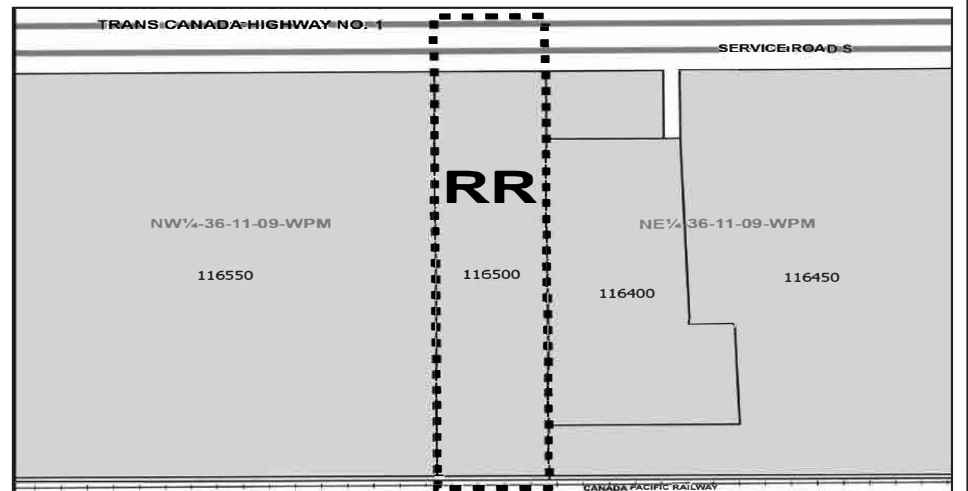 TRANS CANADA HIGHWAY NO. 1
SERVICE ROAD S
RR
NW¼-36-11-09-WPM
NE¼-36-11-09-WPM
116550
116500
116400
116450
CANADA PACIFIC RAILWAY